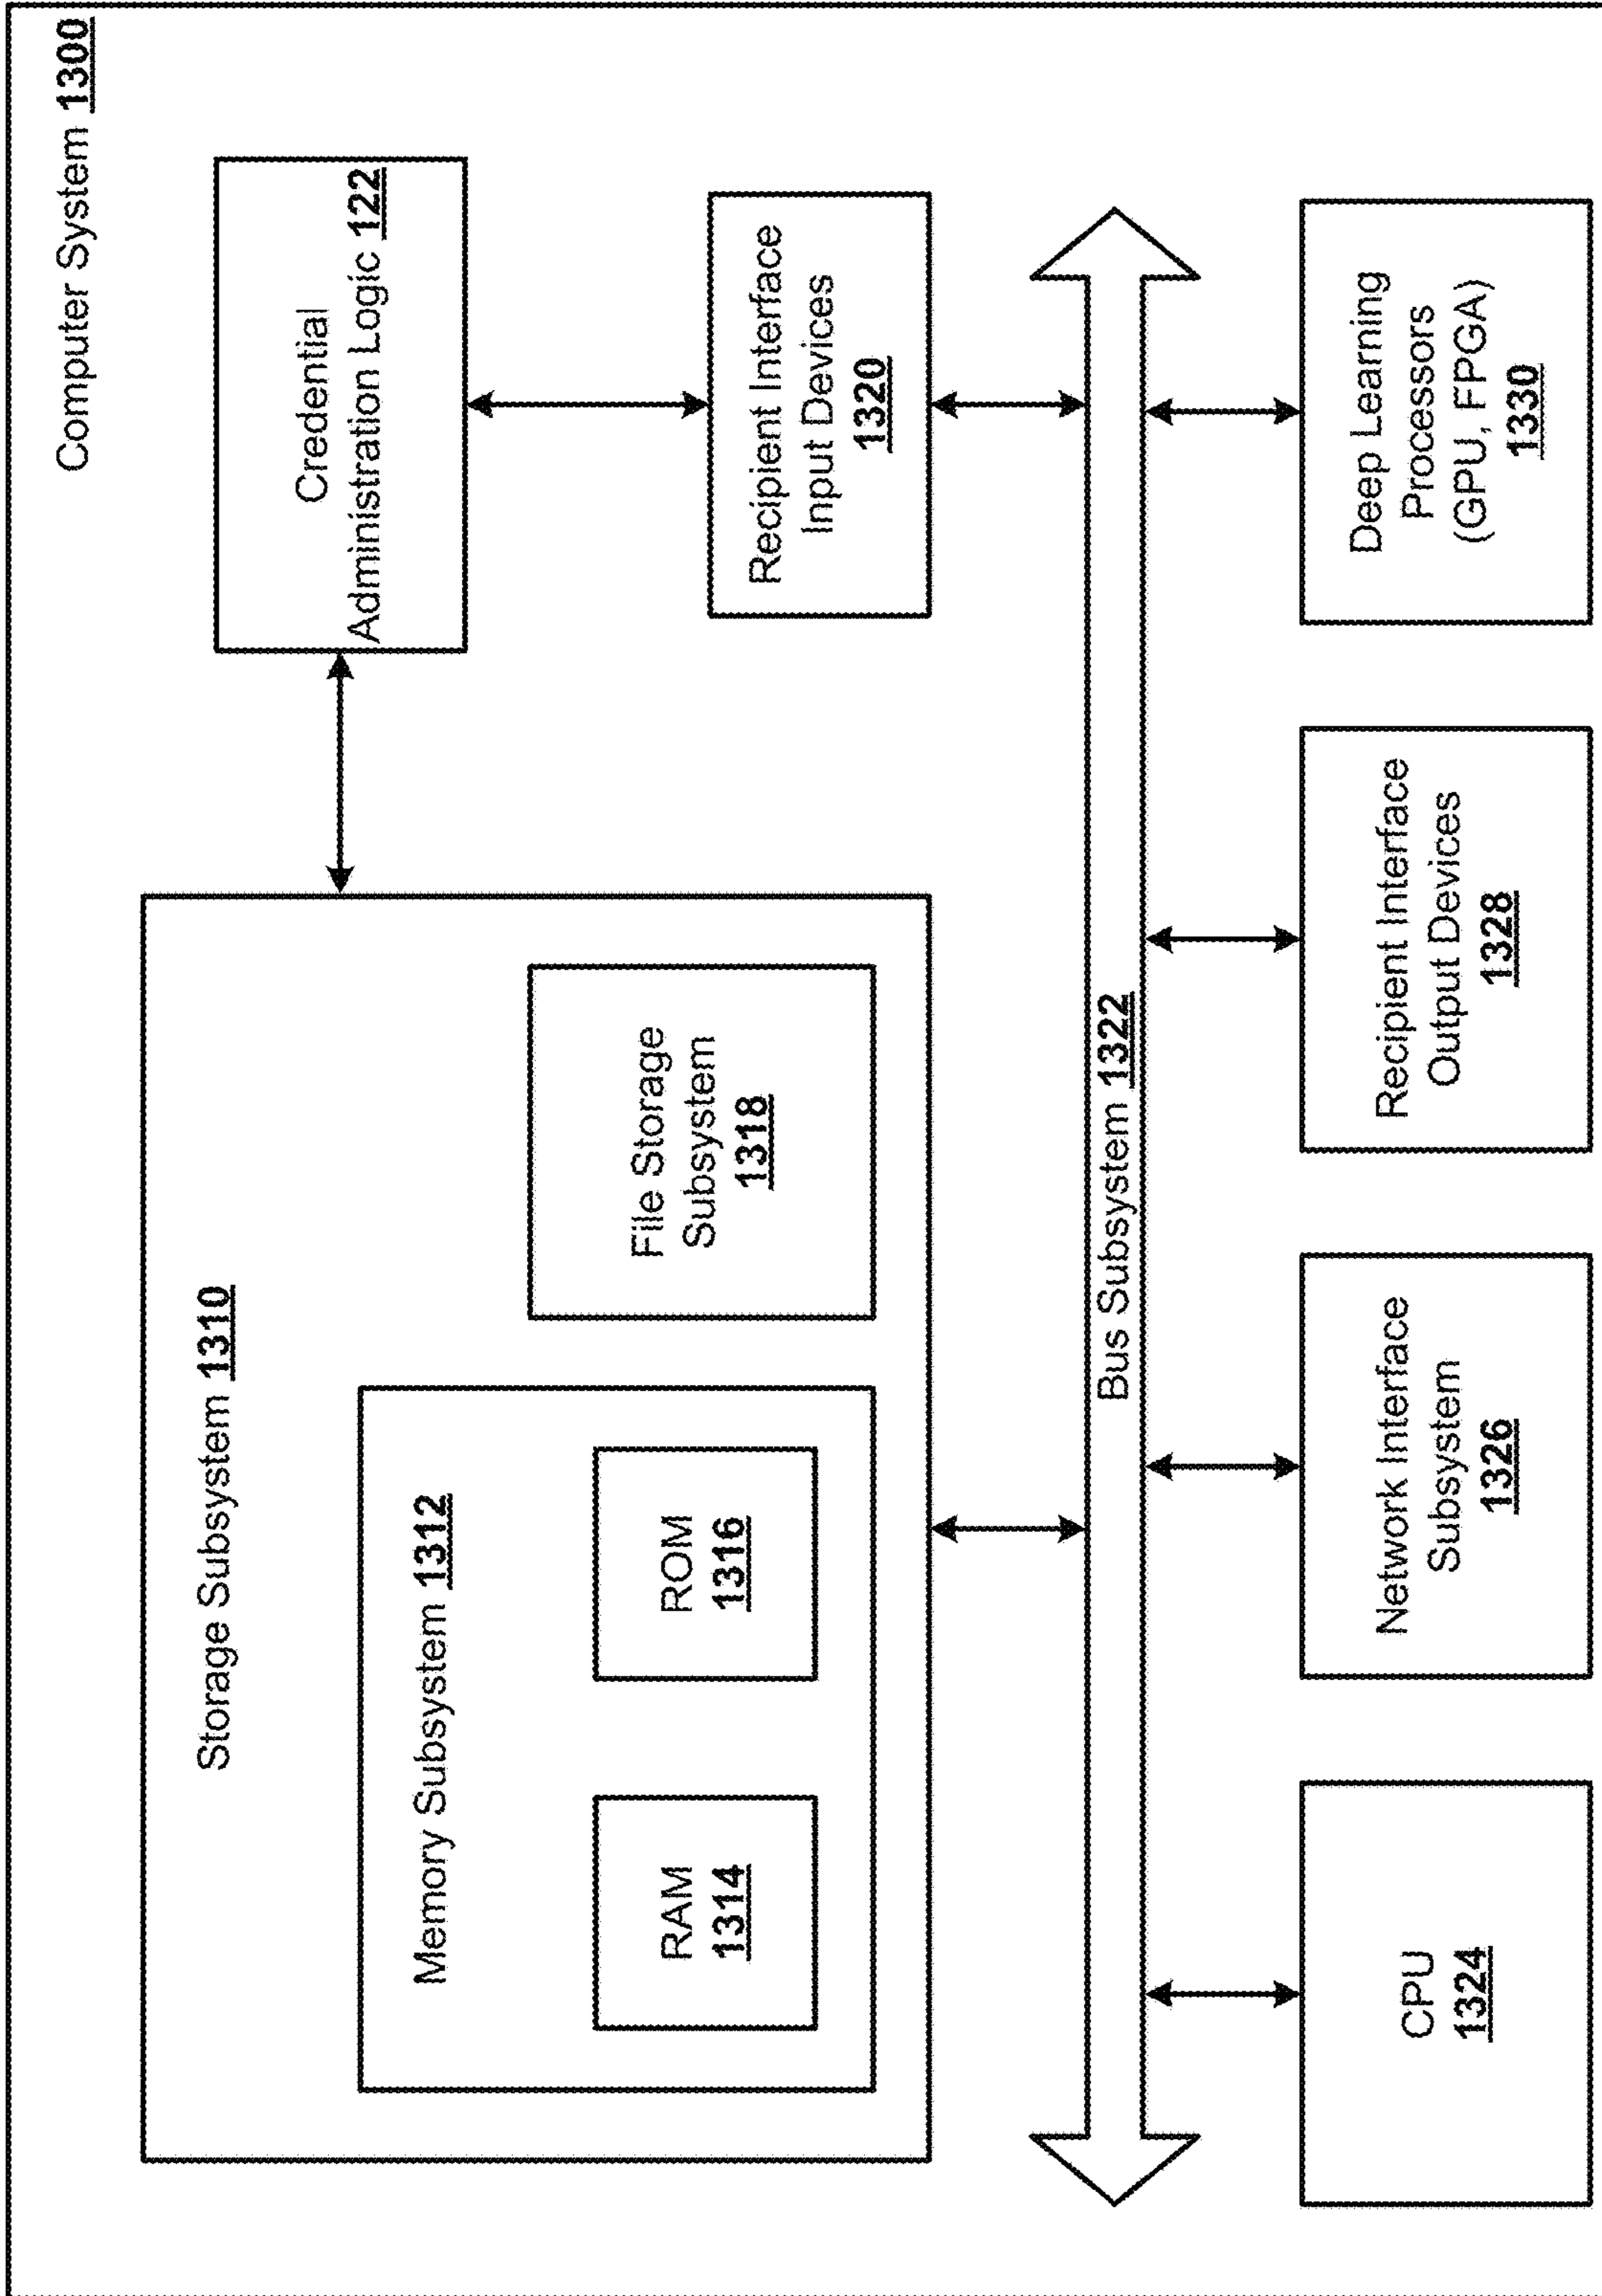 Computer System 1300
Storage Subsystem 1310
Memory Subsystem 1312
RAM
1314
ROM
1316
File Storage
Subsystem
1318
Credential
Administration Logic 122
Recipient Interface
Input Devices
1320
Bus Subsystem 1322
CPU
1324
Network Interface
Subsystem
1326
Recipient Interface
Output Devices
1328
Deep Learning
Processors
(GPU, FPGA)
1330